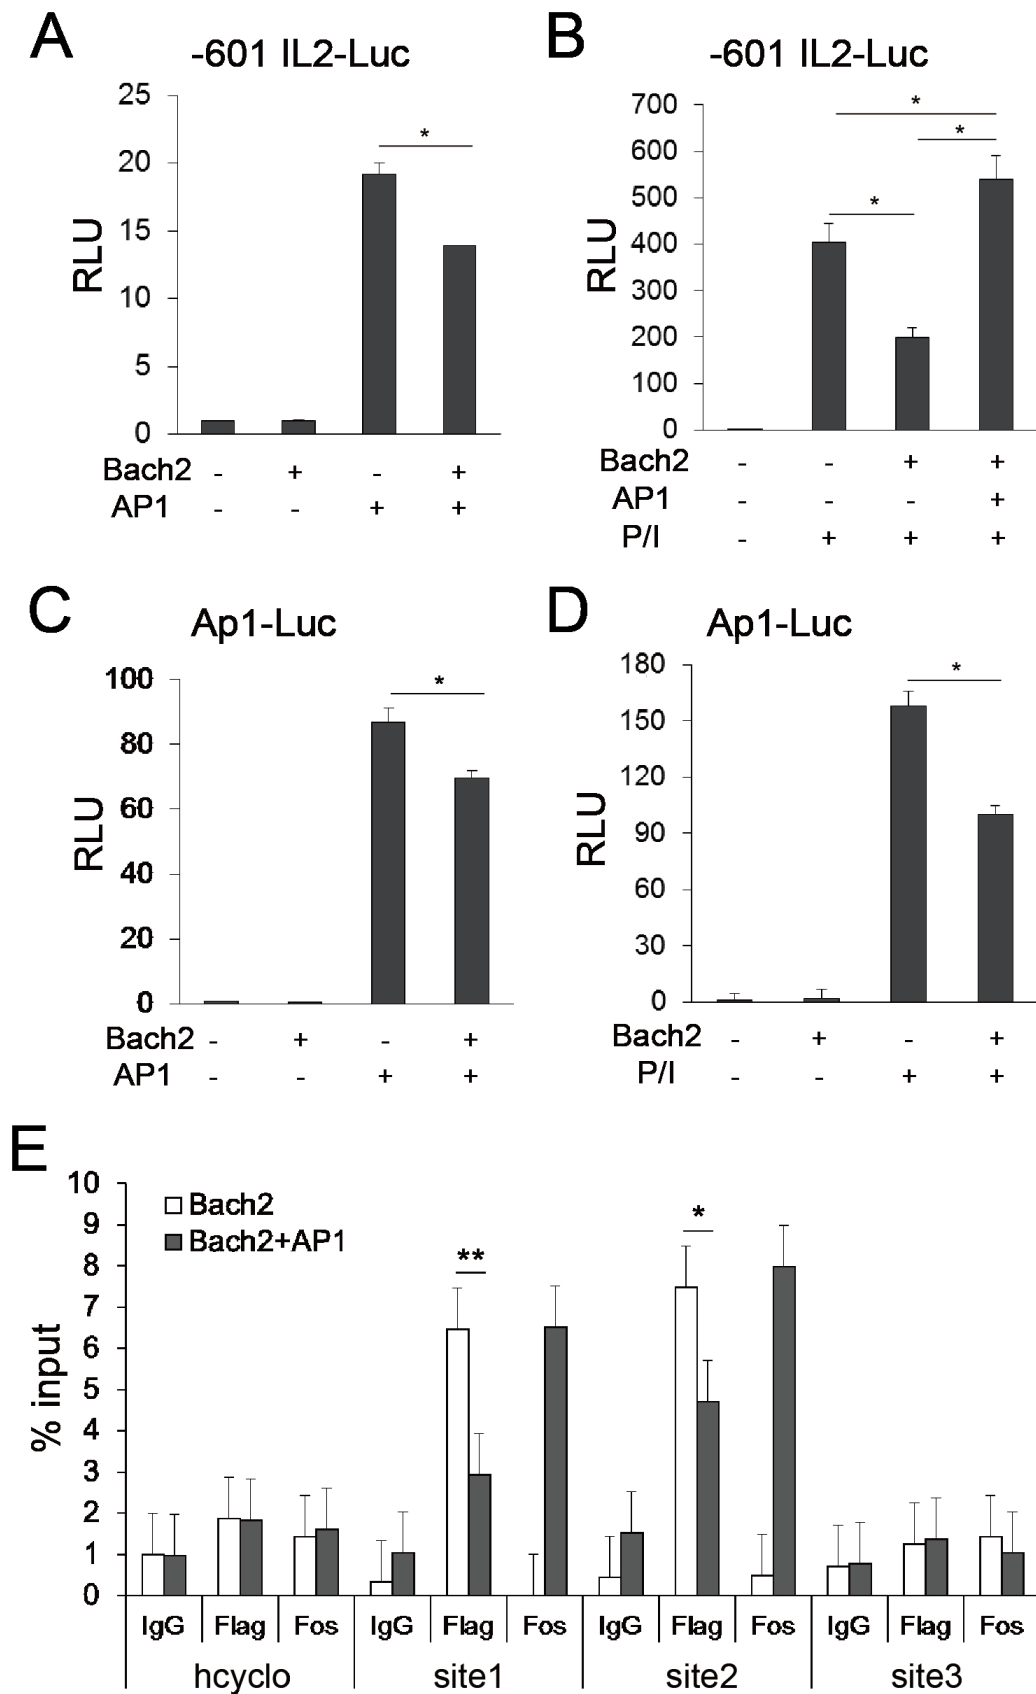 A
-601 IL2-Luc
RLU
25
20
15
10
5
0
*
Bach2 - + - +
AP1 - - + +
B
-601 IL2-Luc
RLU
700
600
500
400
300
200
100
0
*
*
*
Bach2 - - + +
AP1 - - - +
P/I - + + +
C
Ap1-Luc
RLU
100
80
60
40
20
0
*
Bach2 - + - +
AP1 - - + +
D
Ap1-Luc
RLU
180
150
120
90
60
30
0
*
Bach2 - + - +
P/I - - + +
E
% input
10
9
8
7
6
5
4
3
2
1
0
Bach2
Bach2+AP1
**
*
IgG Flag Fos IgG Flag Fos IgG Flag Fos IgG Flag Fos
hcyclo site1 site2 site3